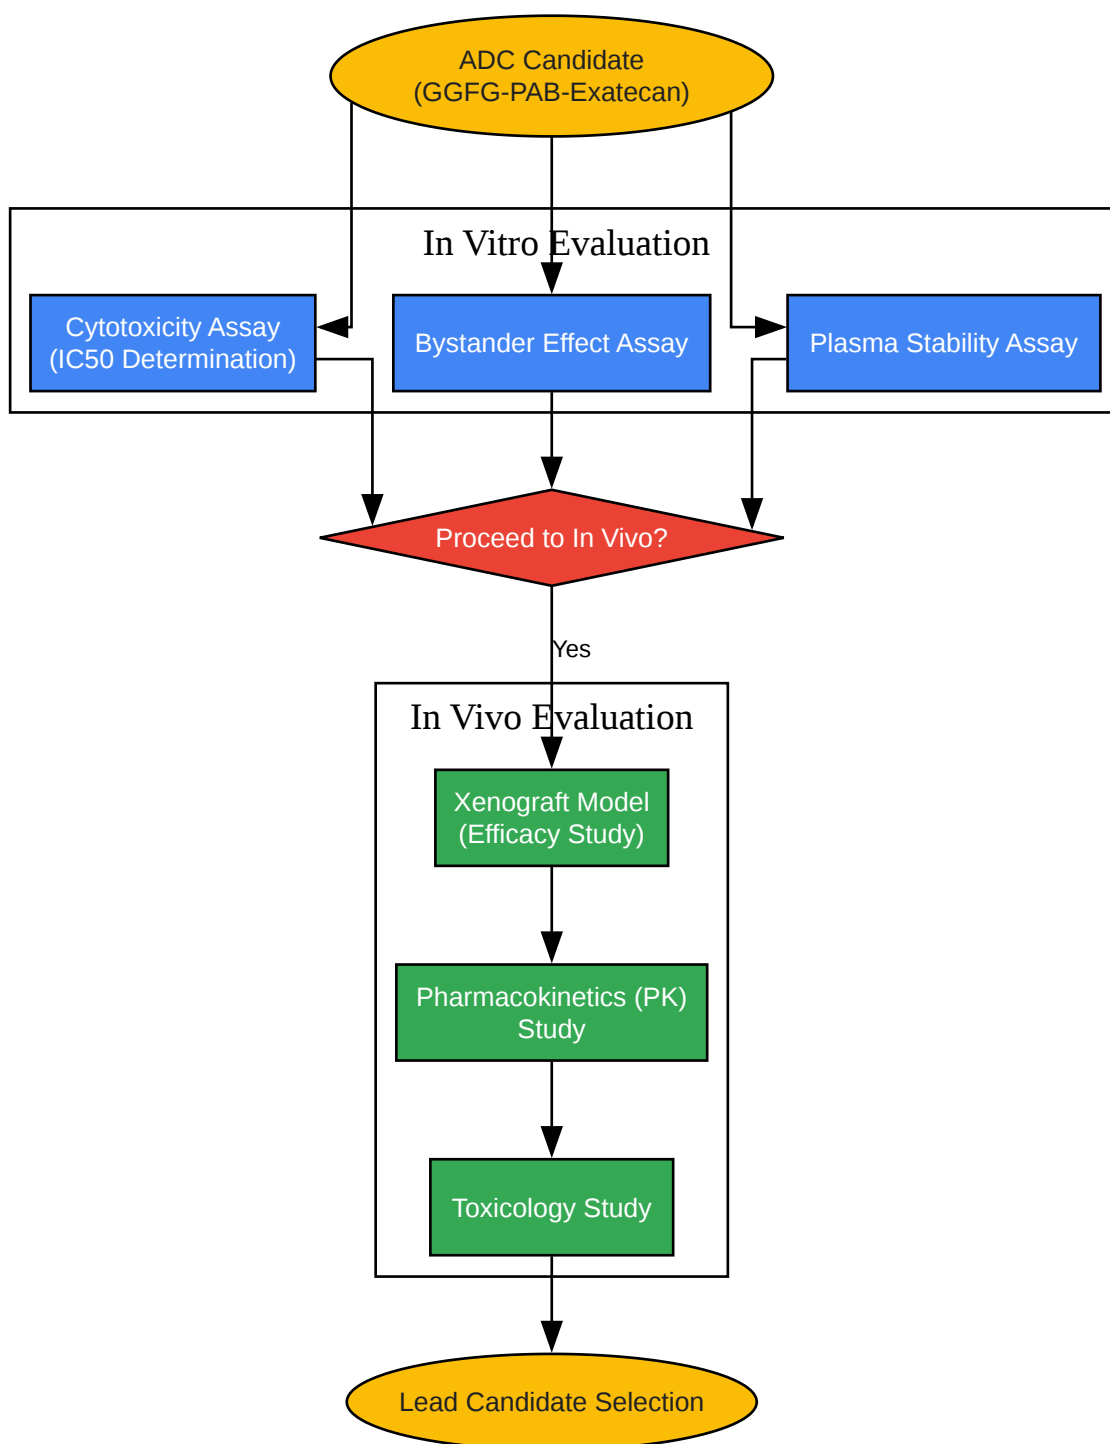 ADC Candidate
(GGFG-PAB-Exatecan)
In Vitro Evaluation
Cytotoxicity Assay
(IC50 Determination)
Bystander Effect Assay
Plasma Stability Assay
Proceed to In Vivo?
Yes
In Vivo Evaluation
Xenograft Model
(Efficacy Study)
Pharmacokinetics (PK)
Study
Toxicology Study
Lead Candidate Selection